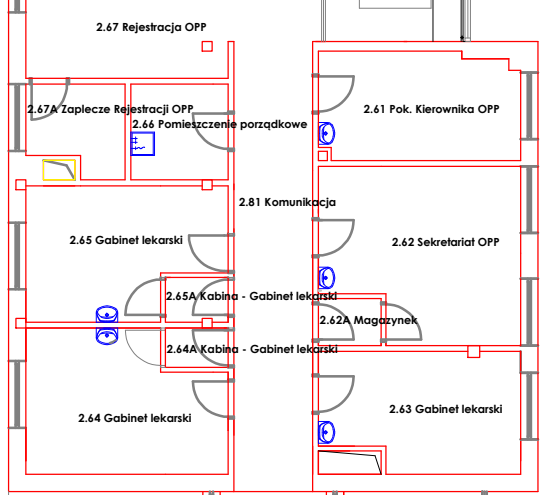 2.67 Rejestracja OPP
2.67A Zaplecze Rejestracji OPP
2.61 Pok. Kierownika OPP
2.66 Pomieszczenie porządkowe
2.81 Komunikacja
2.65 Gabinet lekarski
2.62 Sekretariat OPP
2.65A Kabina - Gabinet lekarski
2.62A Magazynek
2.64A Kabina - Gabinet lekarski
2.63 Gabinet lekarski
2.64 Gabinet lekarski